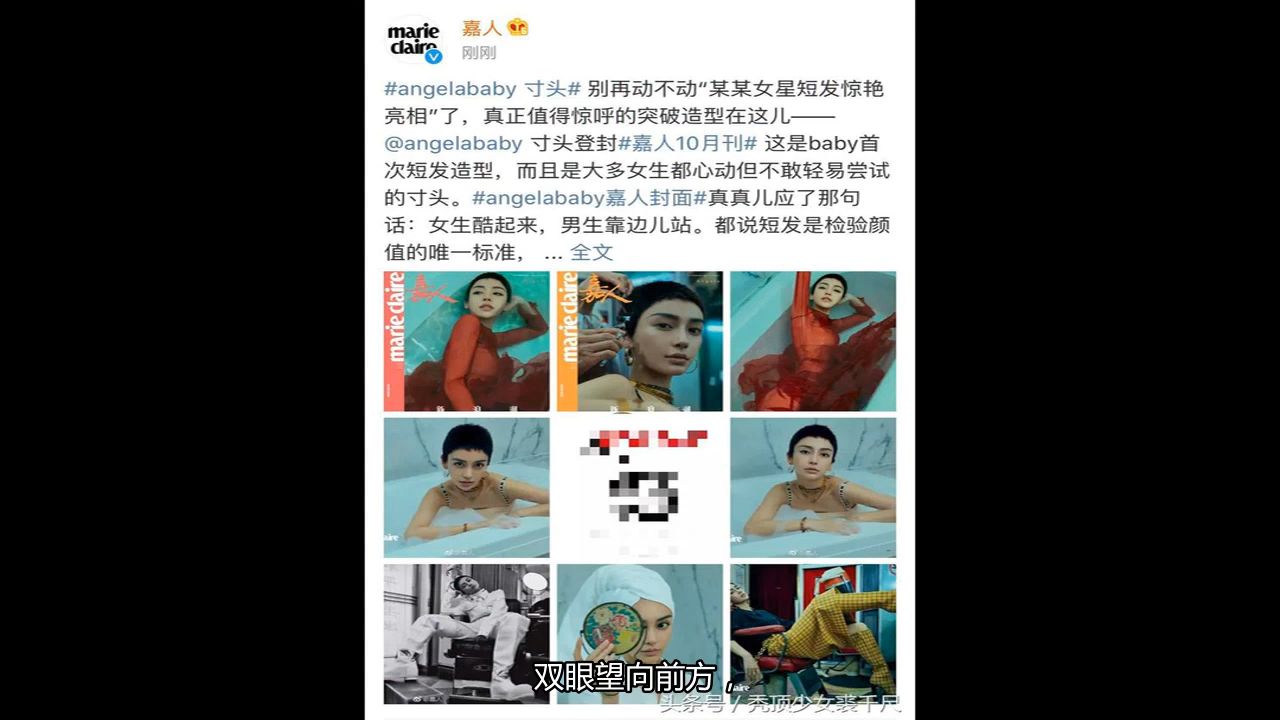 marie
claire
嘉人
刚刚
#angelababy 寸头# 别再动不动“某某女星短发惊艳
亮相”了，真正值得惊呼的突破造型在这儿——
@angelababy 寸头登封#嘉人10月刊# 这是baby首
次短发造型，而且是大多女生都心动但不敢轻易尝试
的寸头。#angelababy嘉人封面#真真儿应了那句
话：女生酷起来，男生靠边儿站。都说短发是检验颜
值的唯一标准， ... 全文
marie claire
嘉人
marie claire
嘉人
aire
aire
aire
双眼望向前方，
头条号 / 秃顶少女裘千尺